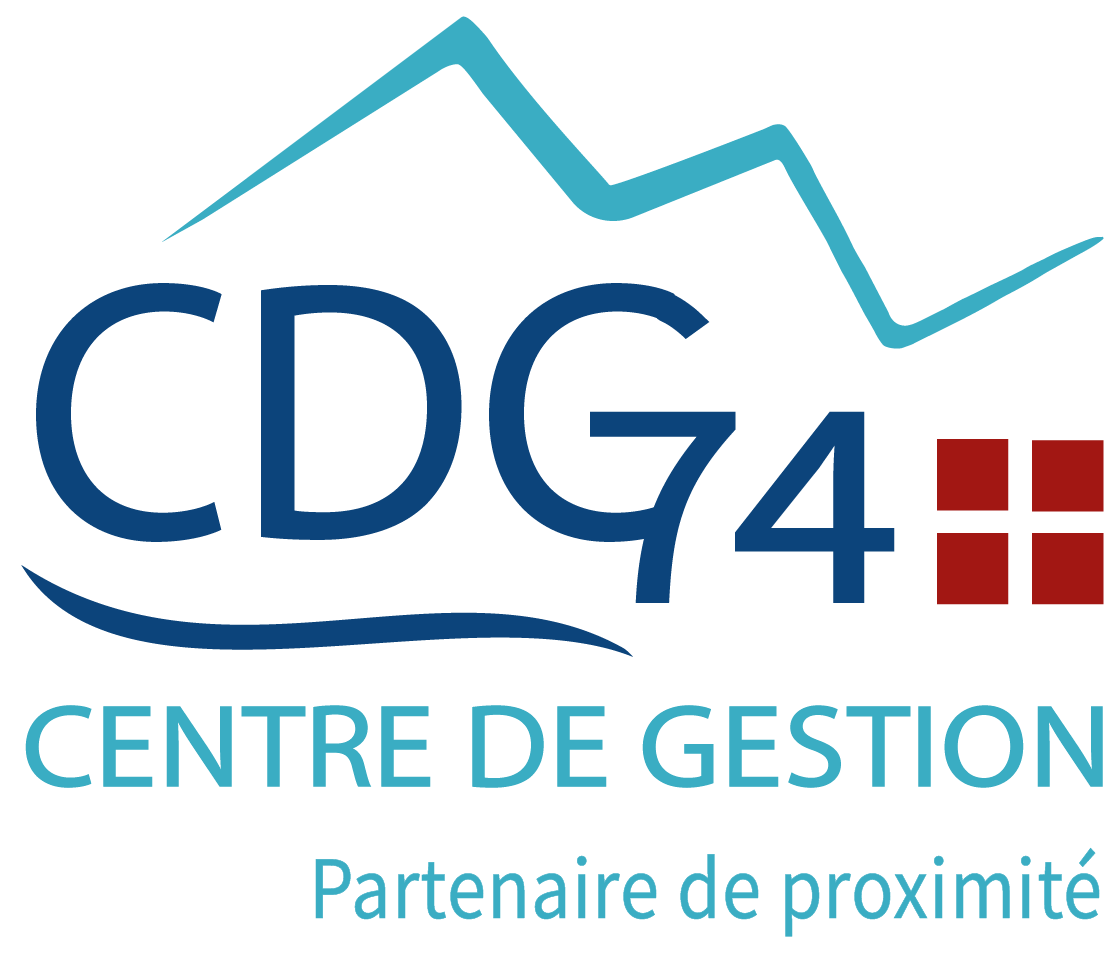 CDG74
CENTRE DE GESTION
Partenaire de proximité